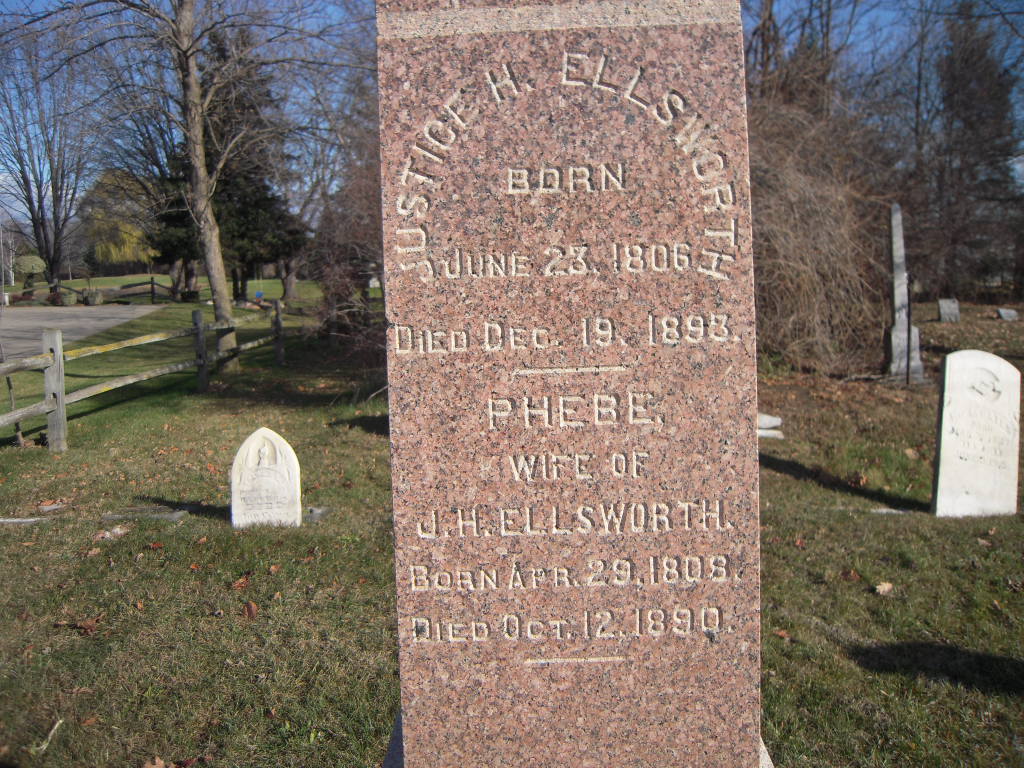 JUSTICE H. ELLSWORTH
BORN
JUNE 23, 1806
DIED DEC. 19. 1893.
PHEBE,
WIFE OF
J. H. ELLSWORTH.
BORN APR. 29, 1808.
DIED OCT. 12. 1890.